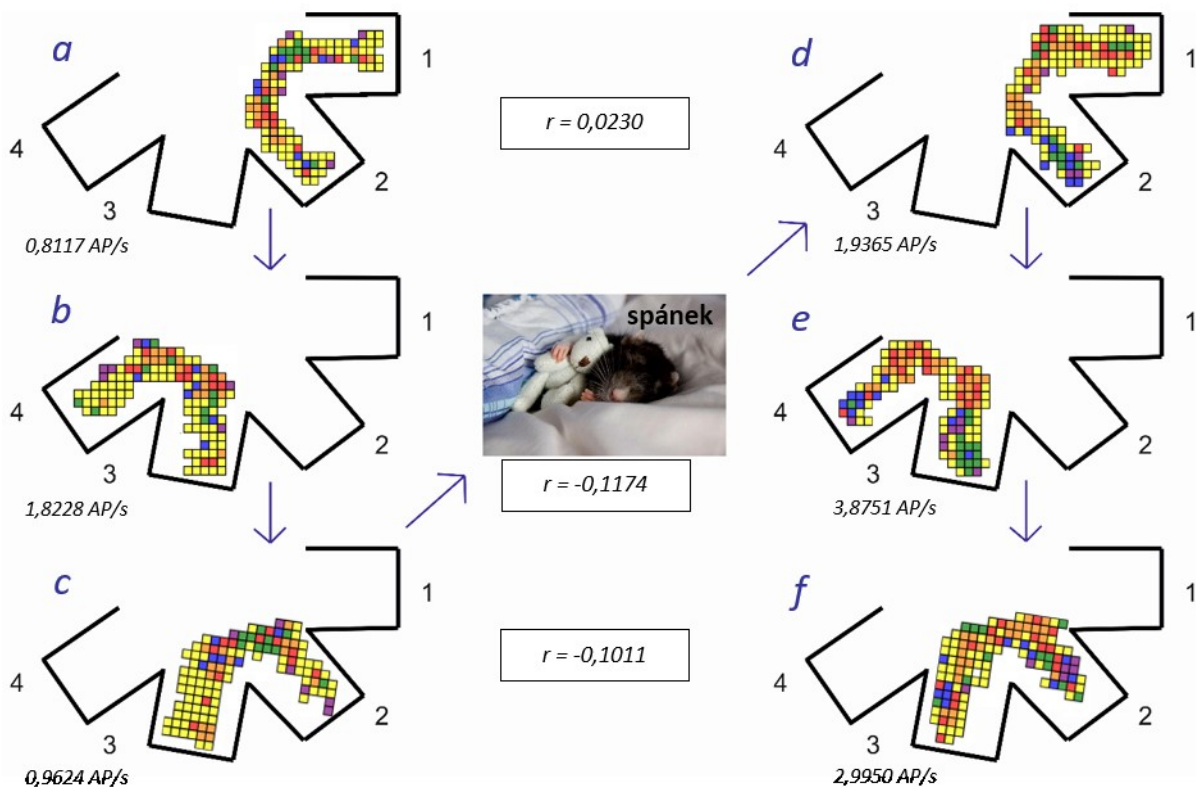 a
1
2
3
4
0,8117 AP/s
b
1
2
3
4
1,8228 AP/s
c
1
2
3
4
0,9624 AP/s
r = 0,0230
spánek
r = -0,1174
r = -0,1011
d
1
2
3
4
1,9365 AP/s
e
1
2
3
4
3,8751 AP/s
f
1
2
3
4
2,9950 AP/s